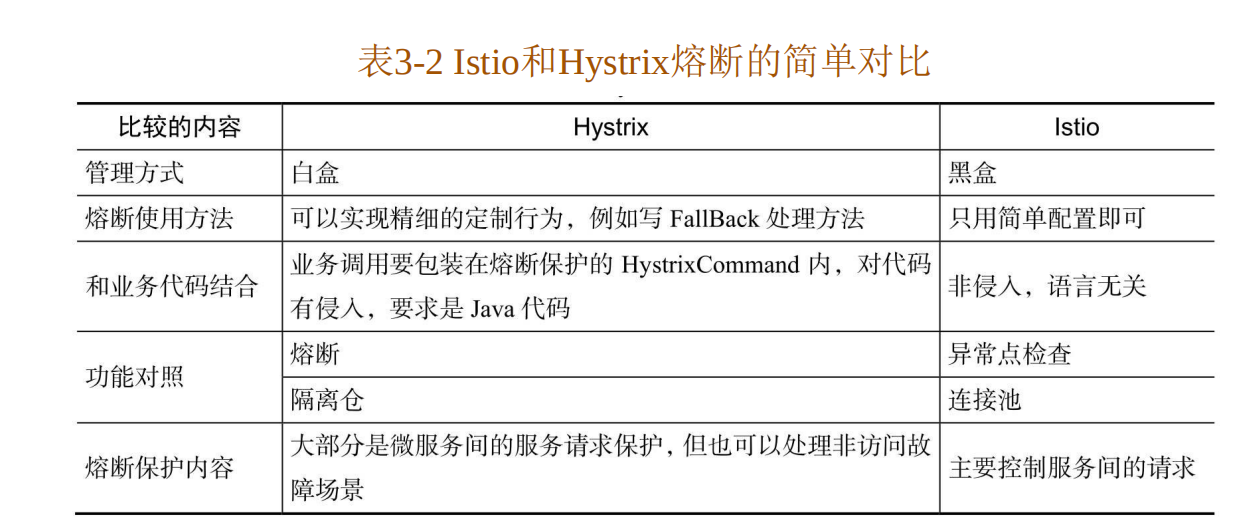 表3-2 Istio和Hystrix熔断的简单对比
比较的内容 Hystrix Istio
管理方式 白盒 黑盒
熔断使用方法 可以实现精细的定制行为，例如写 FallBack 处理方法 只用简单配置即可
和业务代码结合 业务调用要包装在熔断保护的 HystrixCommand 内，对代码
有侵入，要求是 Java 代码 非侵入，语言无关
功能对照 熔断 异常点检查
隔离仓 连接池
熔断保护内容 大部分是微服务间的服务请求保护，但也可以处理非访问故
障场景 主要控制服务间的请求